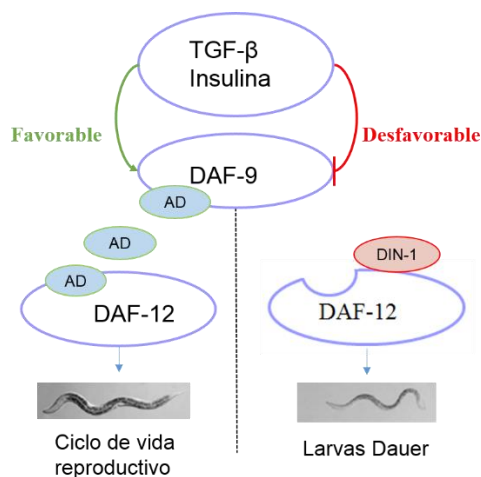 TGF-β
Insulina
Favorable
Desfavorable
DAF-9
AD
AD
AD
DIN-1
DAF-12
DAF-12
Ciclo de vida
reproductivo
Larvas Dauer